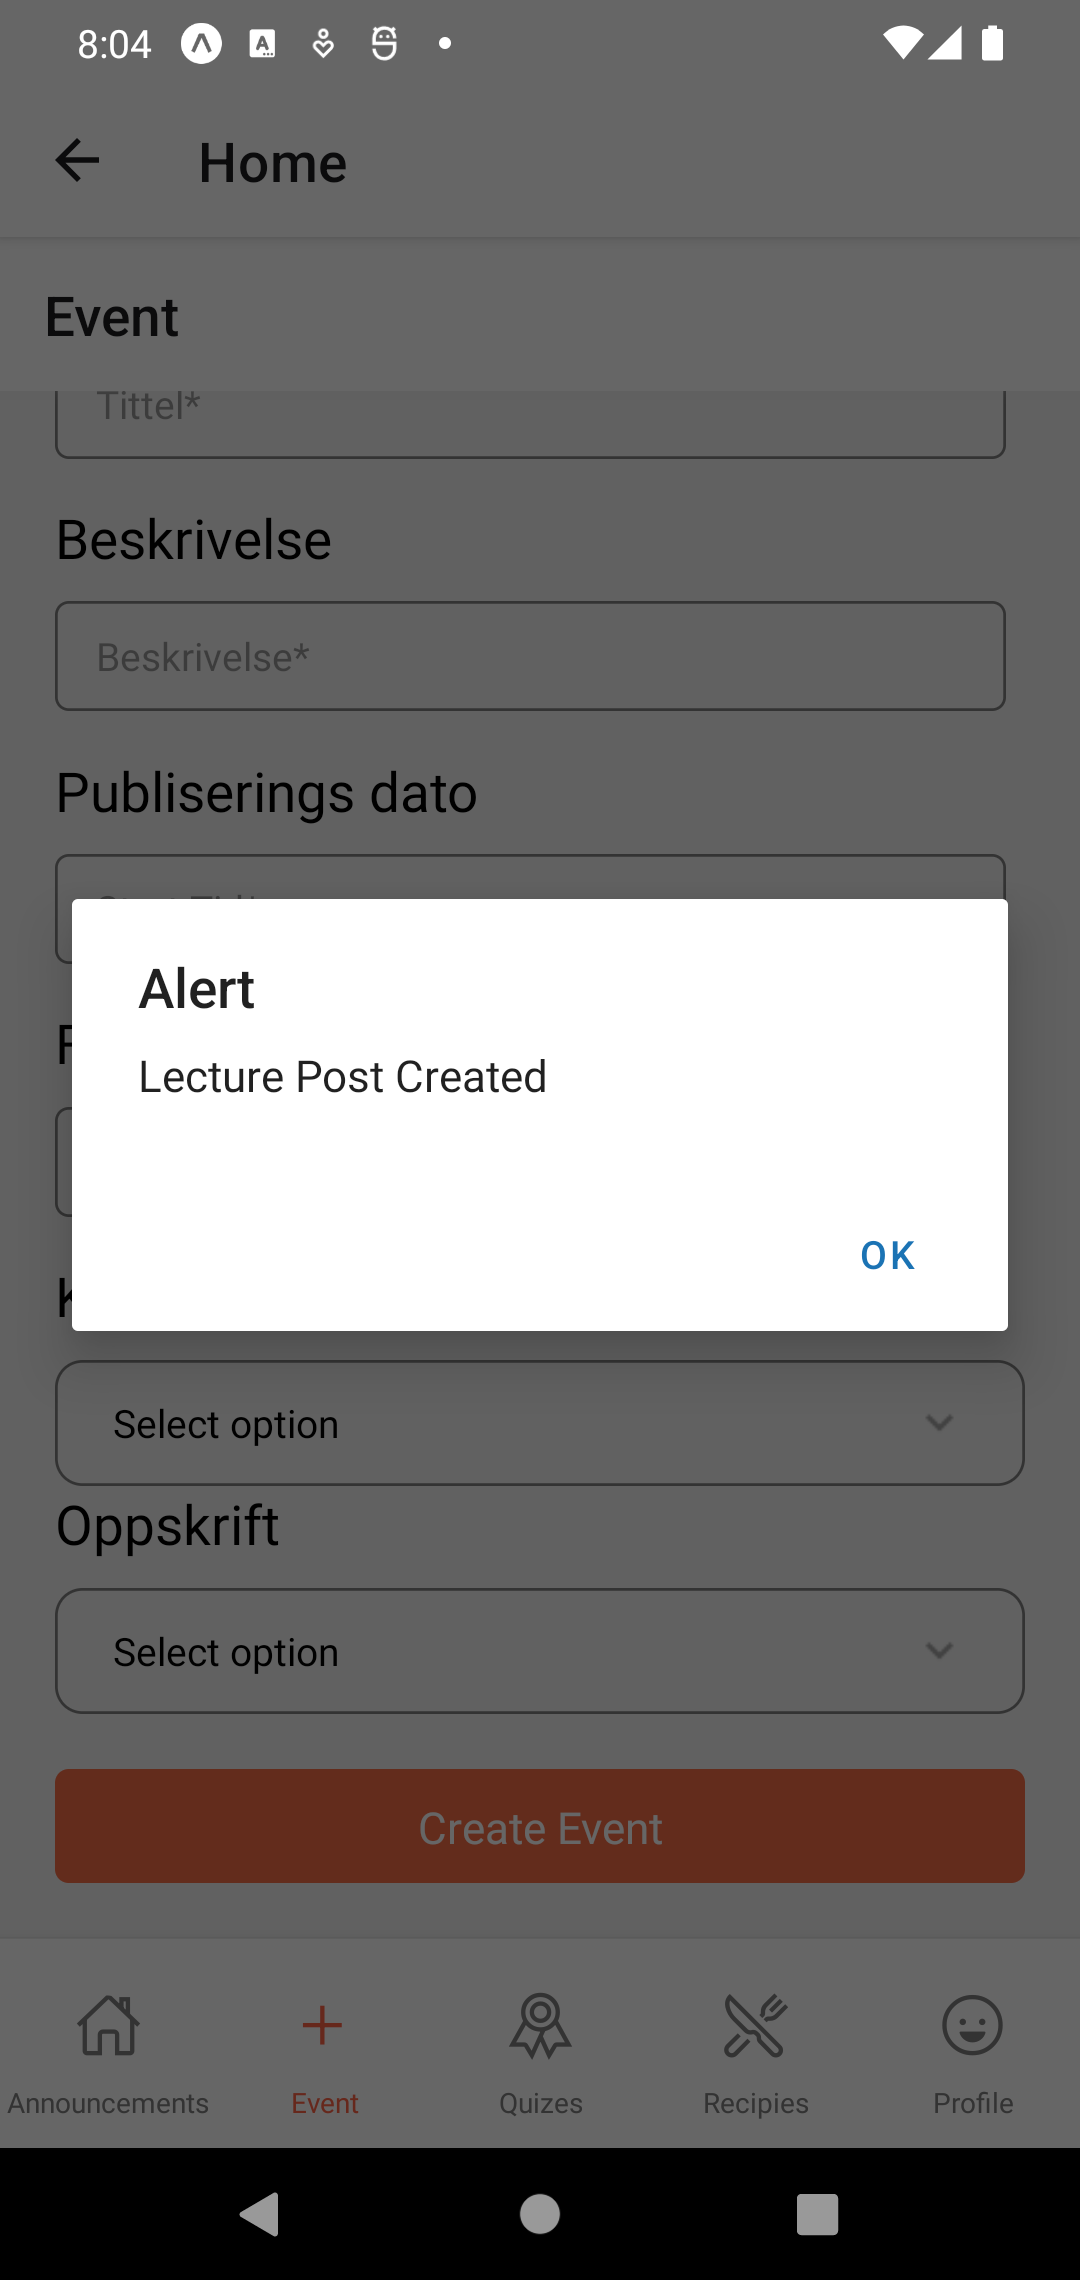 8:04
Home
Event
Tittel*
Beskrivelse
Beskrivelse*
Publiserings dato
Alert
Lecture Post Created
OK
Select option
Oppskrift
Select option
Create Event
Announcements
Event
Quizes
Recipies
Profile